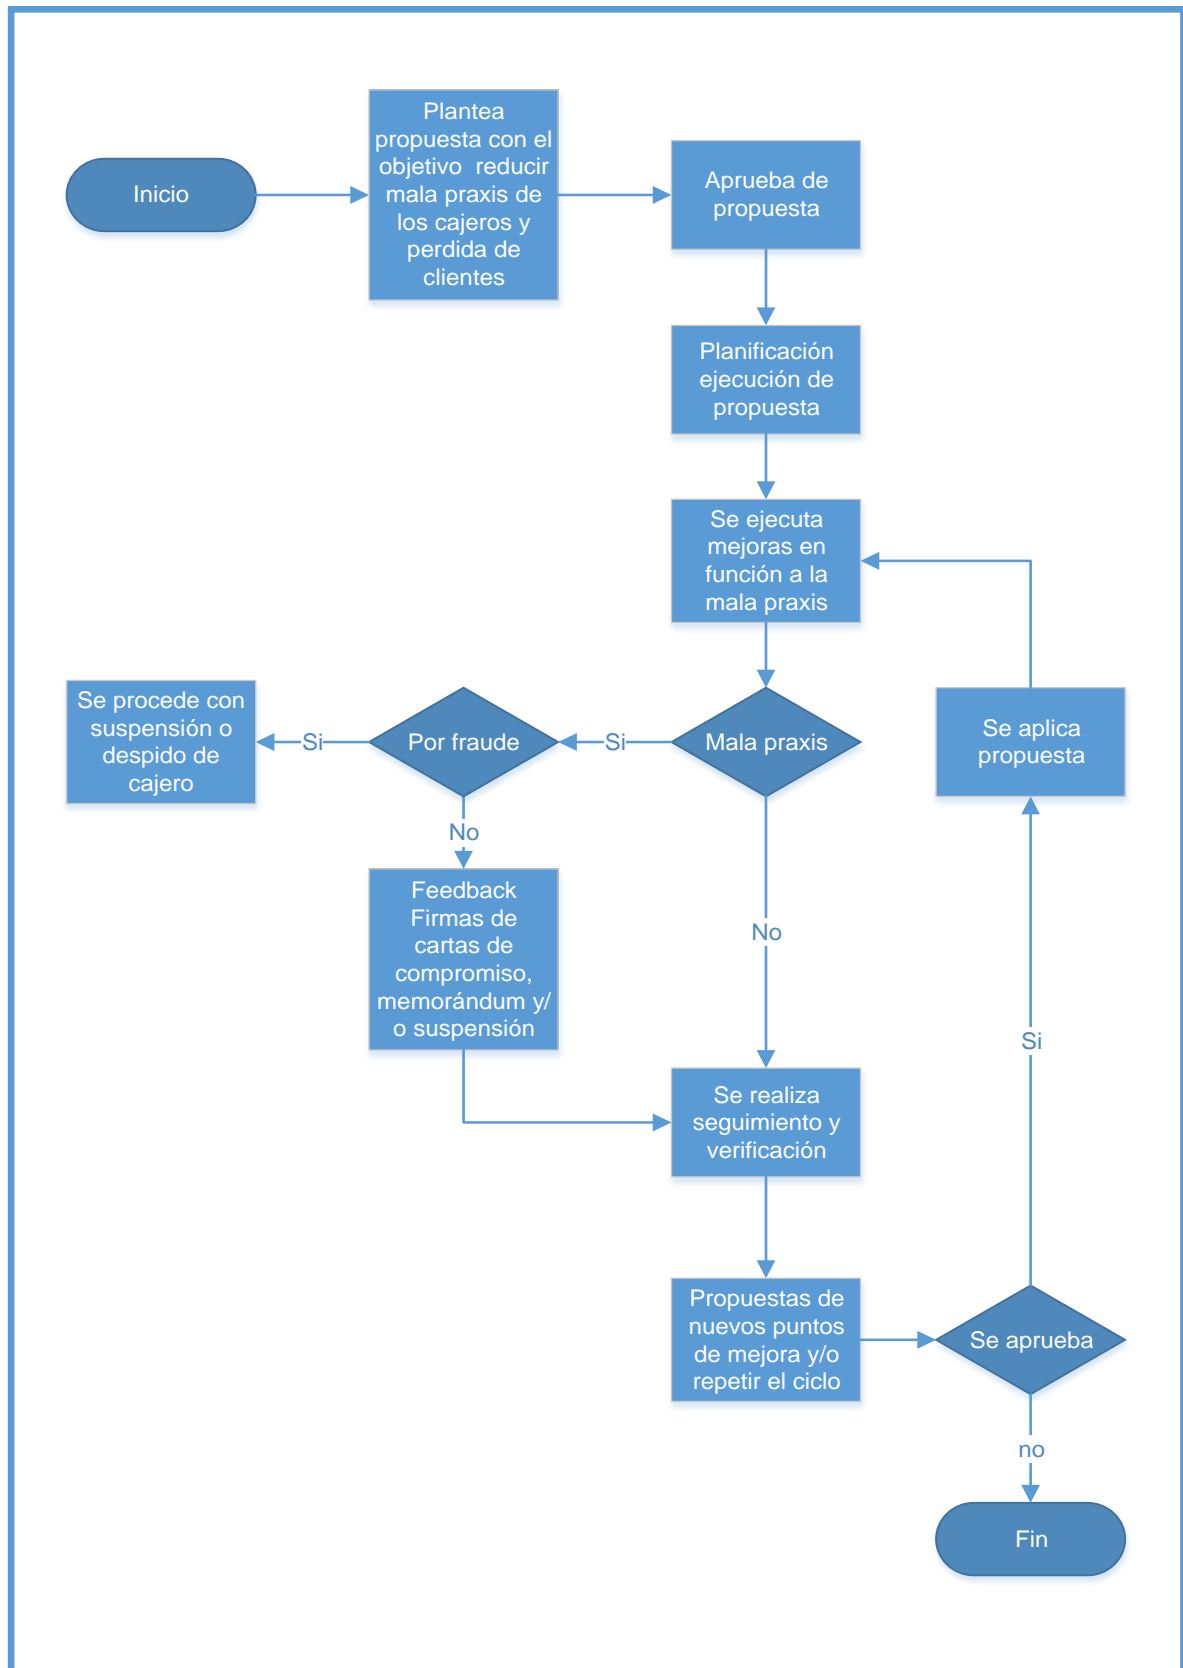 Inicio
Plantea
propuesta con el
objetivo  reducir
mala praxis de
los cajeros y
perdida de
clientes
Aprueba de
propuesta
Planificación
ejecución de
propuesta
Se ejecuta
mejoras en
función a la
mala praxis
Mala praxis
Si
Por fraude
Si
Se procede con
suspensión o
despido de
cajero
No
Feedback
Firmas de
cartas de
compromiso,
memorándum y/
o suspensión
No
Se realiza
seguimiento y
verificación
Propuestas de
nuevos puntos
de mejora y/o
repetir el ciclo
Se aprueba
Si
Se aplica
propuesta
no
Fin